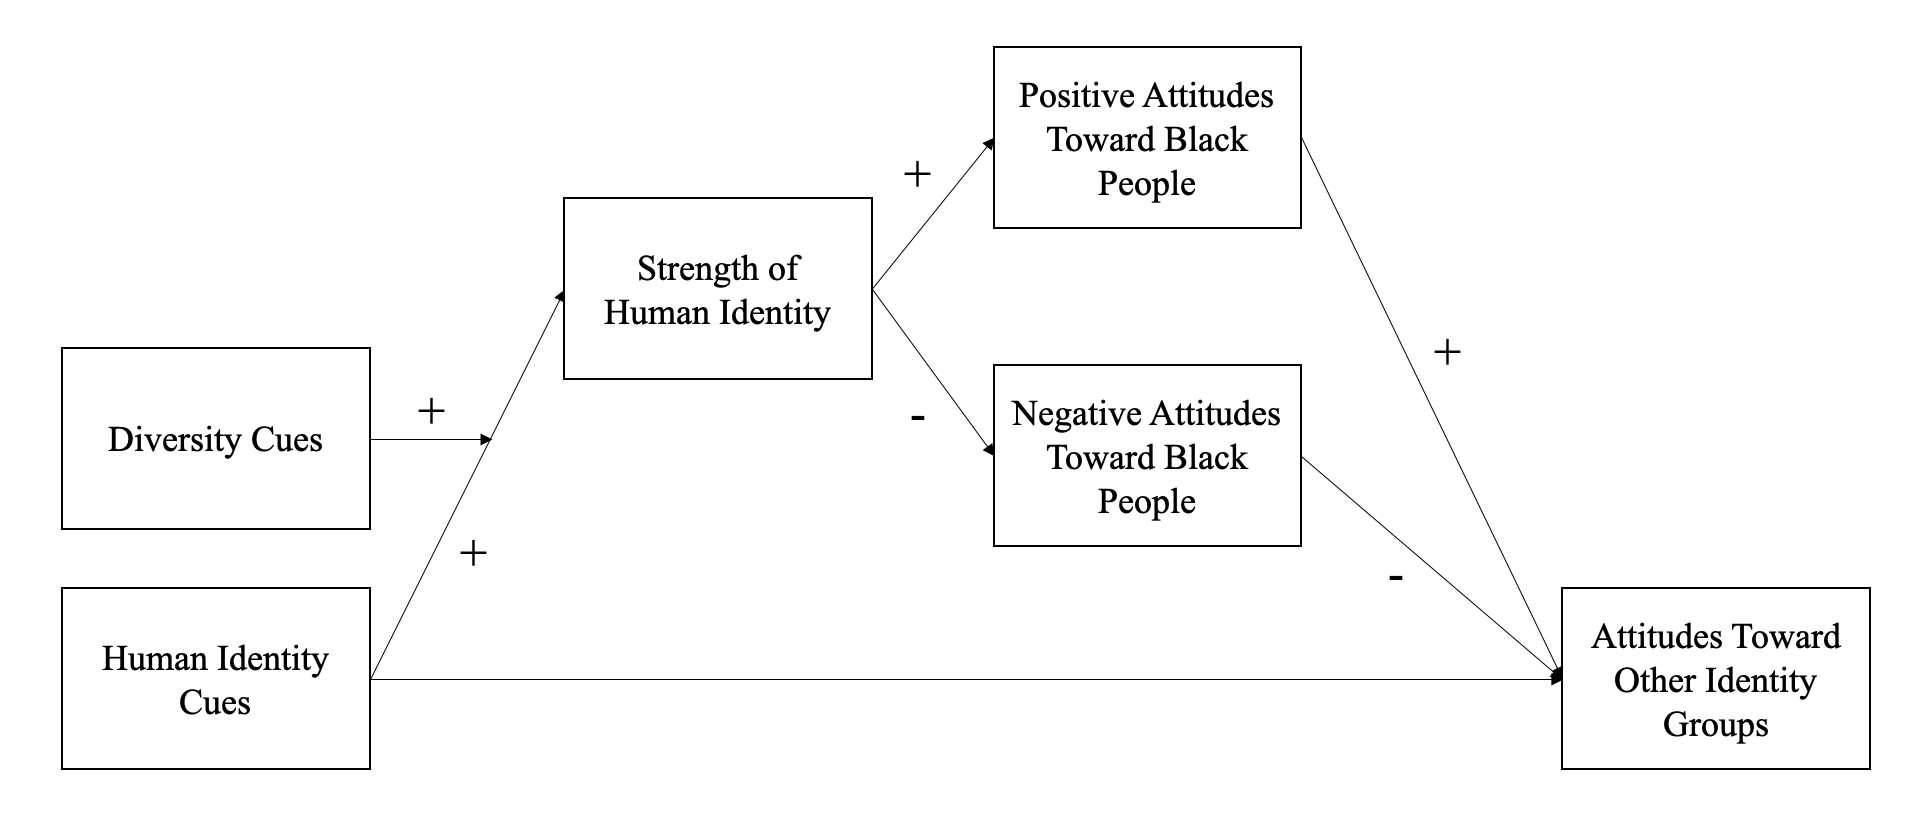 Positive Attitudes
Toward Black
People
+
Strength of
Human Identity
+
Diversity Cues
+
-
Negative Attitudes
Toward Black
People
+
-
Human Identity
Cues
Attitudes Toward
Other Identity
Groups